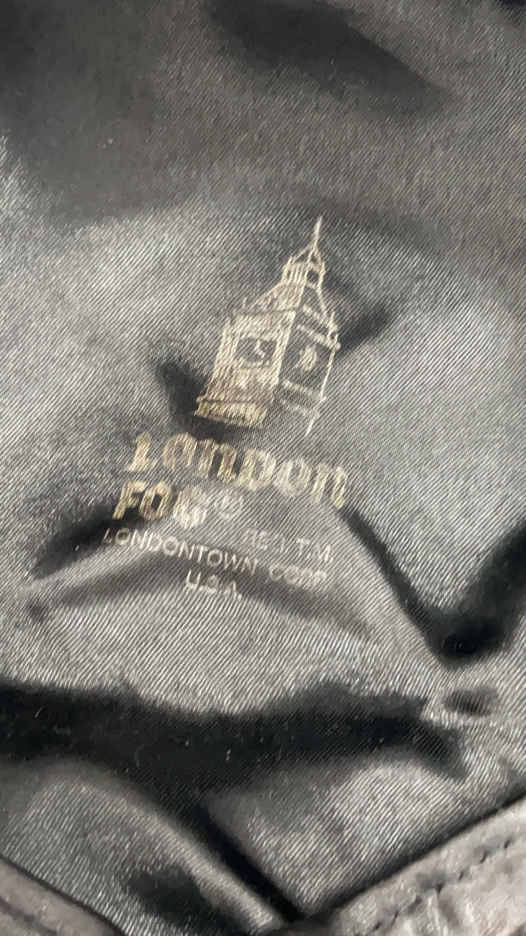 LONDON
FOG® REG. T.M.
LONDONTOWN CORP.
U.S.A.